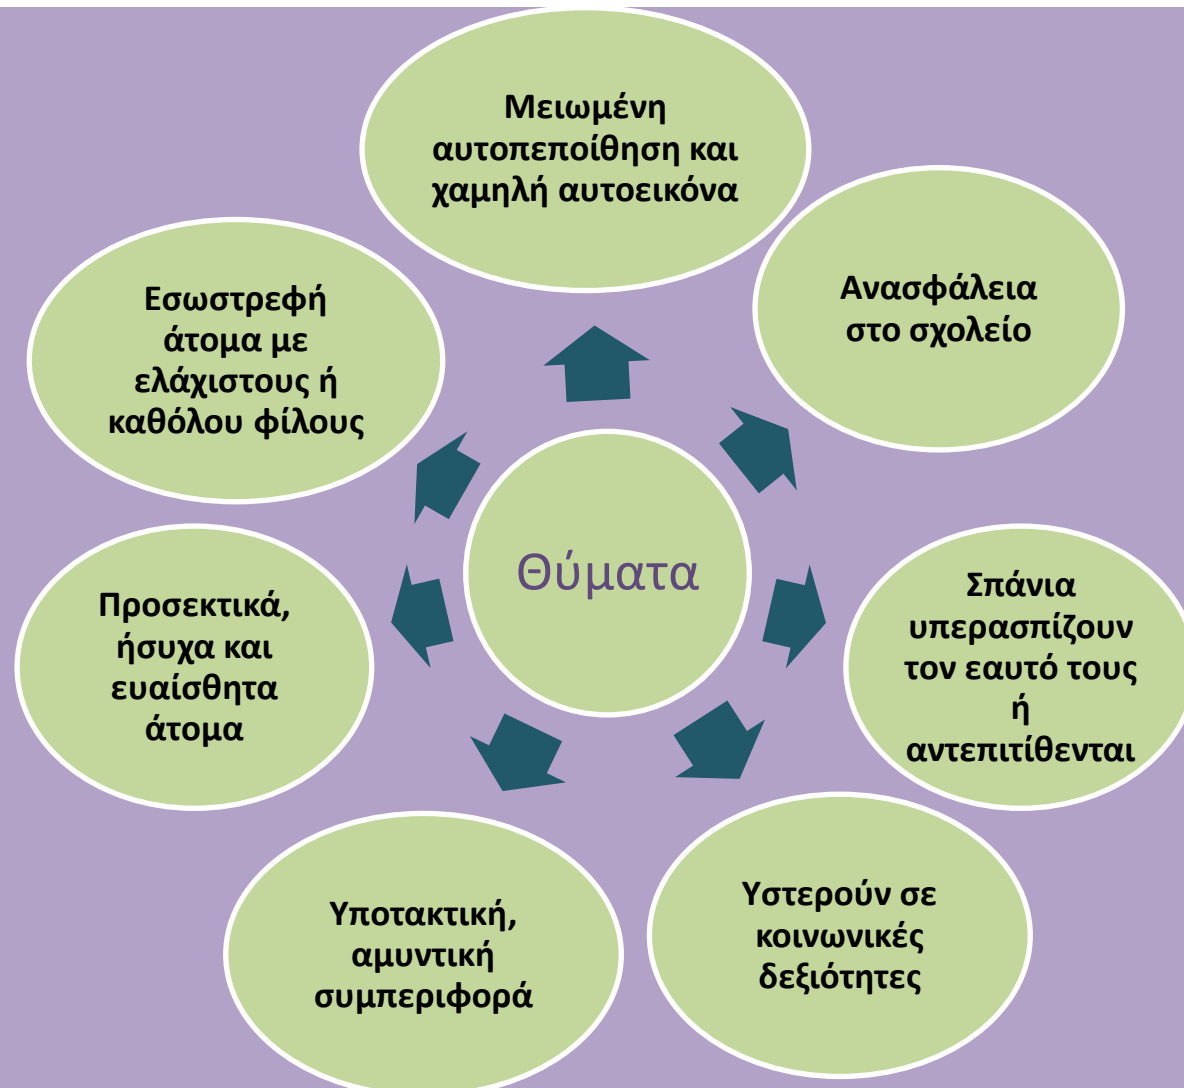 Μειωμένη
αυτοπεποίθηση και
χαμηλή αυτοεικόνα
Ανασφάλεια
στο σχολείο
Σπάνια
υπερασπίζουν
τον εαυτό τους
ή
αντεπιτίθενται
Υστερούν σε
κοινωνικές
δεξιότητες
Υποτακτική,
αμυντική
συμπεριφορά
Προσεκτικά,
ήσυχα και
ευαίσθητα
άτομα
Εσωστρεφή
άτομα με
ελάχιστους ή
καθόλου φίλους
Θύματα